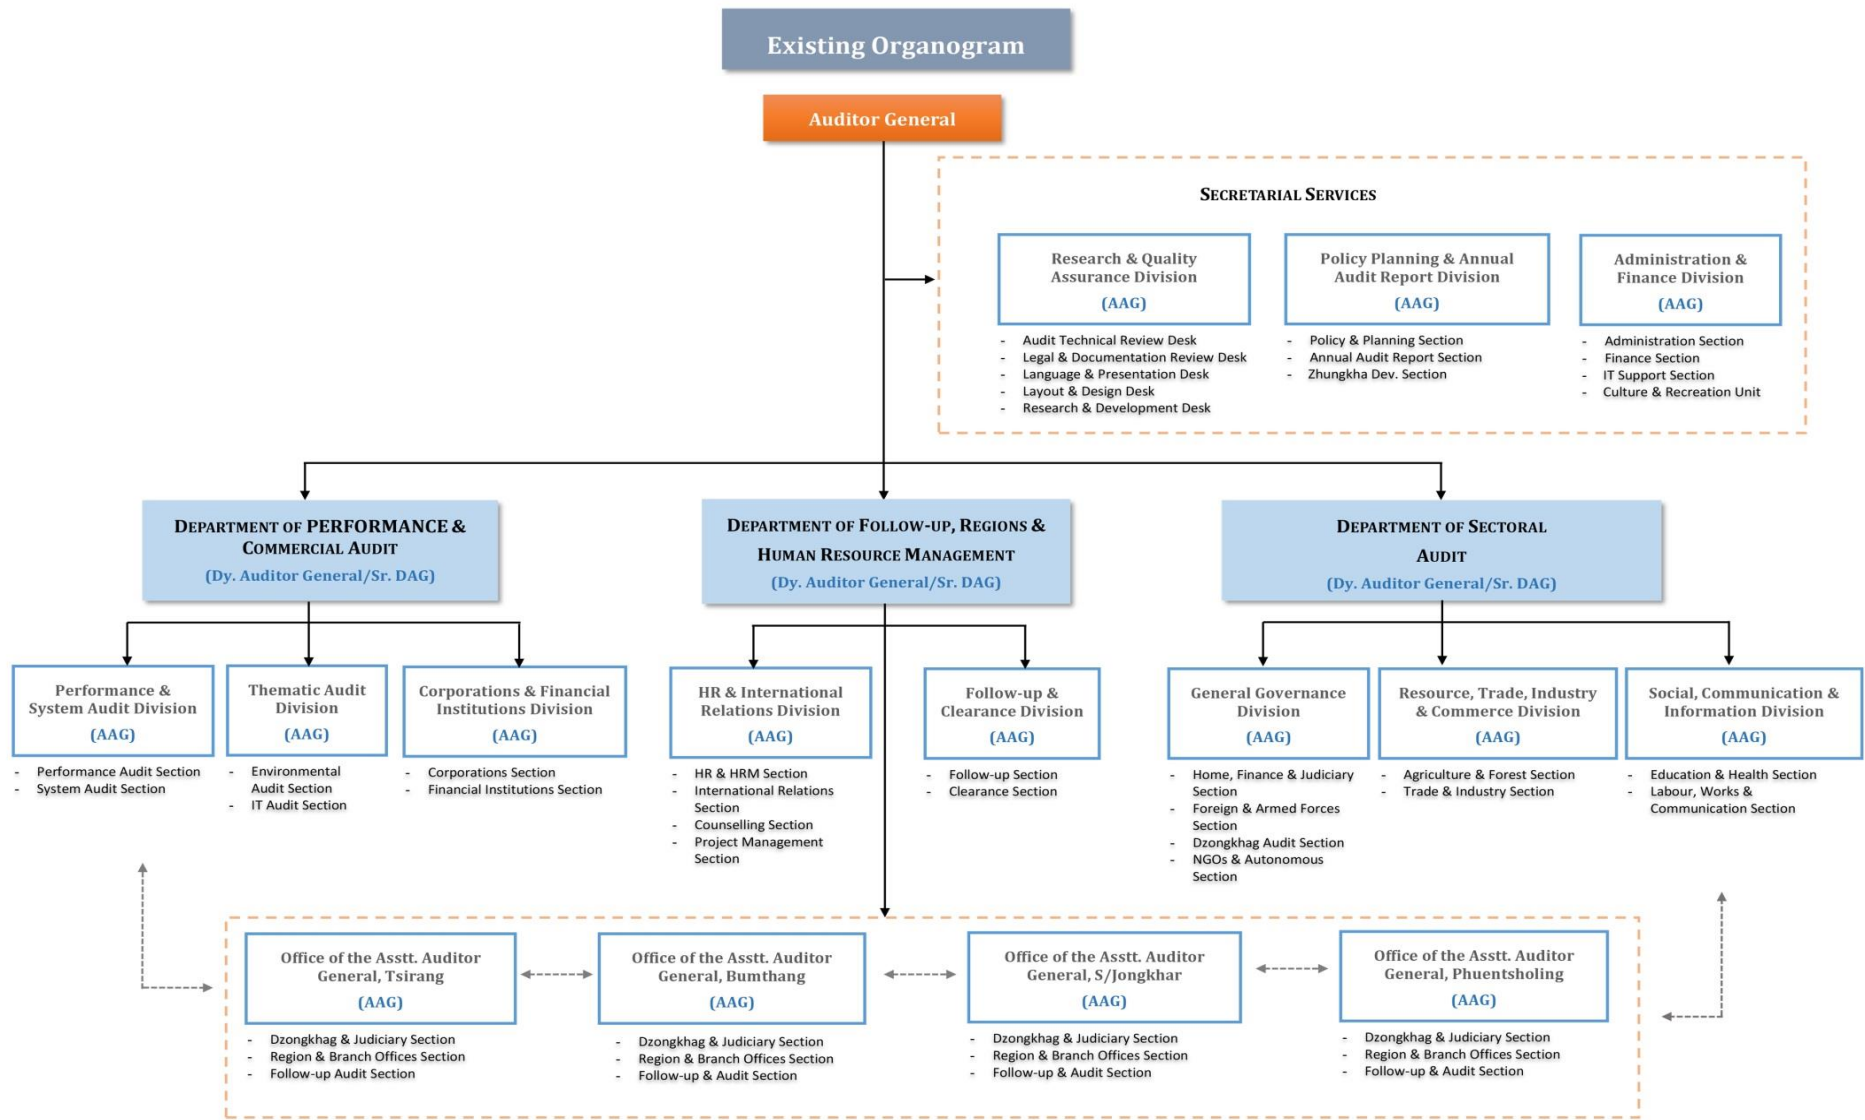 Existing Organogram
Auditor General
SECRETARIAL SERVICES
Research & Quality
Assurance Division
(AAG)
- Audit Technical Review Desk
- Legal & Documentation Review Desk
- Language & Presentation Desk
- Layout & Design Desk
- Research & Development Desk
Policy Planning & Annual
Audit Report Division
(AAG)
- Policy & Planning Section
- Annual Audit Report Section
- Zhungkha Dev. Section
Administration &
Finance Division
(AAG)
- Administration Section
- Finance Section
- IT Support Section
- Culture & Recreation Unit
DEPARTMENT OF PERFORMANCE &
COMMERCIAL AUDIT
(Dy. Auditor General/Sr. DAG)
DEPARTMENT OF FOLLOW-UP, REGIONS &
HUMAN RESOURCE MANAGEMENT
(Dy. Auditor General/Sr. DAG)
DEPARTMENT OF SECTORAL
AUDIT
(Dy. Auditor General/Sr. DAG)
Performance &
System Audit Division
(AAG)
- Performance Audit Section
- System Audit Section
Thematic Audit
Division
(AAG)
- Environmental
Audit Section
- IT Audit Section
Corporations & Financial
Institutions Division
(AAG)
- Corporations Section
- Financial Institutions Section
HR & International
Relations Division
(AAG)
- HR & HRM Section
- International Relations
Section
- Counselling Section
- Project Management
Section
Follow-up &
Clearance Division
(AAG)
- Follow-up Section
- Clearance Section
General Governance
Division
(AAG)
- Home, Finance & Judiciary
Section
- Foreign & Armed Forces
Section
- Dzongkhag Audit Section
- NGOs & Autonomous
Section
Resource, Trade, Industry
& Commerce Division
(AAG)
- Agriculture & Forest Section
- Trade & Industry Section
Social, Communication &
Information Division
(AAG)
- Education & Health Section
- Labour, Works &
Communication Section
Office of the Asstt. Auditor
General, Tsirang
(AAG)
- Dzongkhag & Judiciary Section
- Region & Branch Offices Section
- Follow-up Audit Section
Office of the Asstt. Auditor
General, Bumthang
(AAG)
- Dzongkhag & Judiciary Section
- Region & Branch Offices Section
- Follow-up & Audit Section
Office of the Asstt. Auditor
General, S/Jongkhar
(AAG)
- Dzongkhag & Judiciary Section
- Region & Branch Offices Section
- Follow-up & Audit Section
Office of the Asstt. Auditor
General, Phuentsholing
(AAG)
- Dzongkhag & Judiciary Section
- Region & Branch Offices Section
- Follow-up & Audit Section